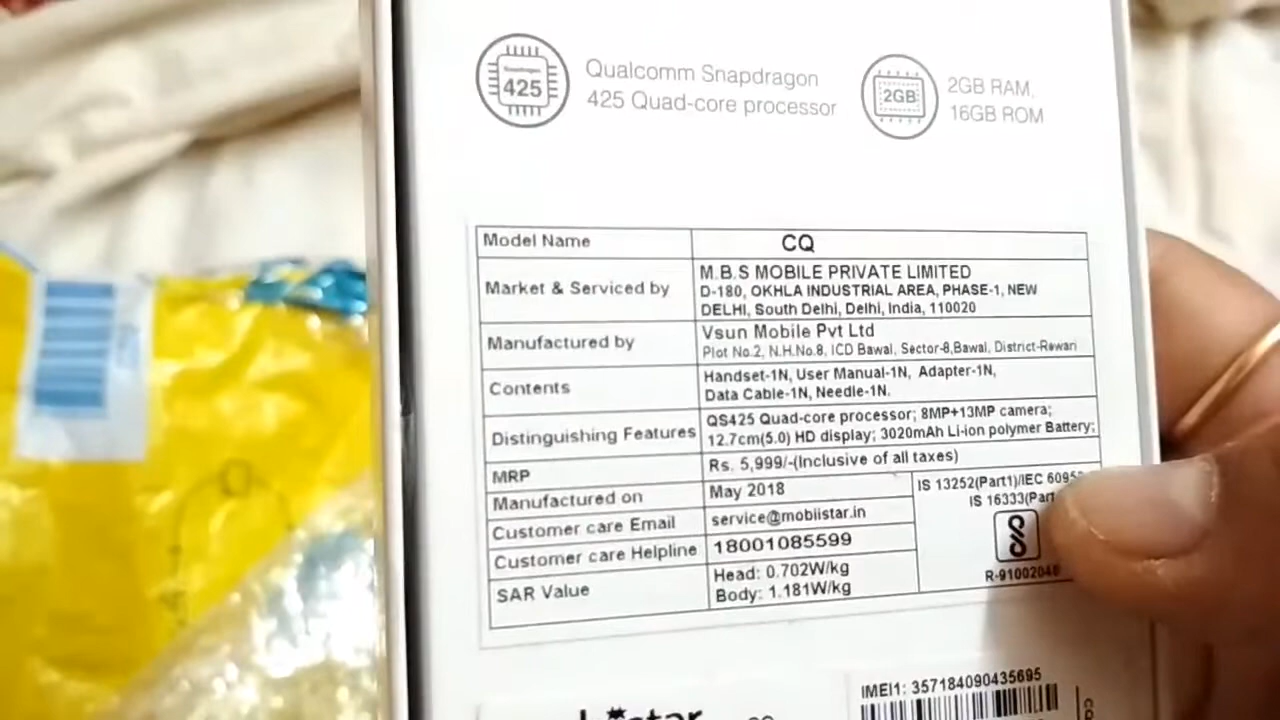 Snapdragon
425
Qualcomm Snapdragon
425 Quad-core processor
2GB
2GB RAM,
16GB ROM
Model Name
CQ
Market & Serviced by
M.B.S MOBILE PRIVATE LIMITED
D-180, OKHLA INDUSTRIAL AREA, PHASE-1, NEW
DELHI, South Delhi, Delhi, India, 110020
Manufactured by
Vsun Mobile Pvt Ltd
Plot No.2, N.H.No.8, ICD Bawal, Sector-8,Bawal, District-Rewari
Contents
Handset-1N, User Manual-1N, Adapter-1N,
Data Cable-1N, Needle-1N.
Distinguishing Features
QS425 Quad-core processor; 8MP+13MP camera;
12.7cm(5.0) HD display; 3020mAh Li-ion polymer Battery;
MRP
Rs. 5,999/-(Inclusive of all taxes)
Manufactured on
May 2018
Customer care Email
service@mobiistar.in
Customer care Helpline
18001085599
SAR Value
Head: 0.702W/kg
Body: 1.181W/kg
IS 13252(Part1)/IEC
IS 16333(Part
R-91002048
IMEI1: 357184090435695